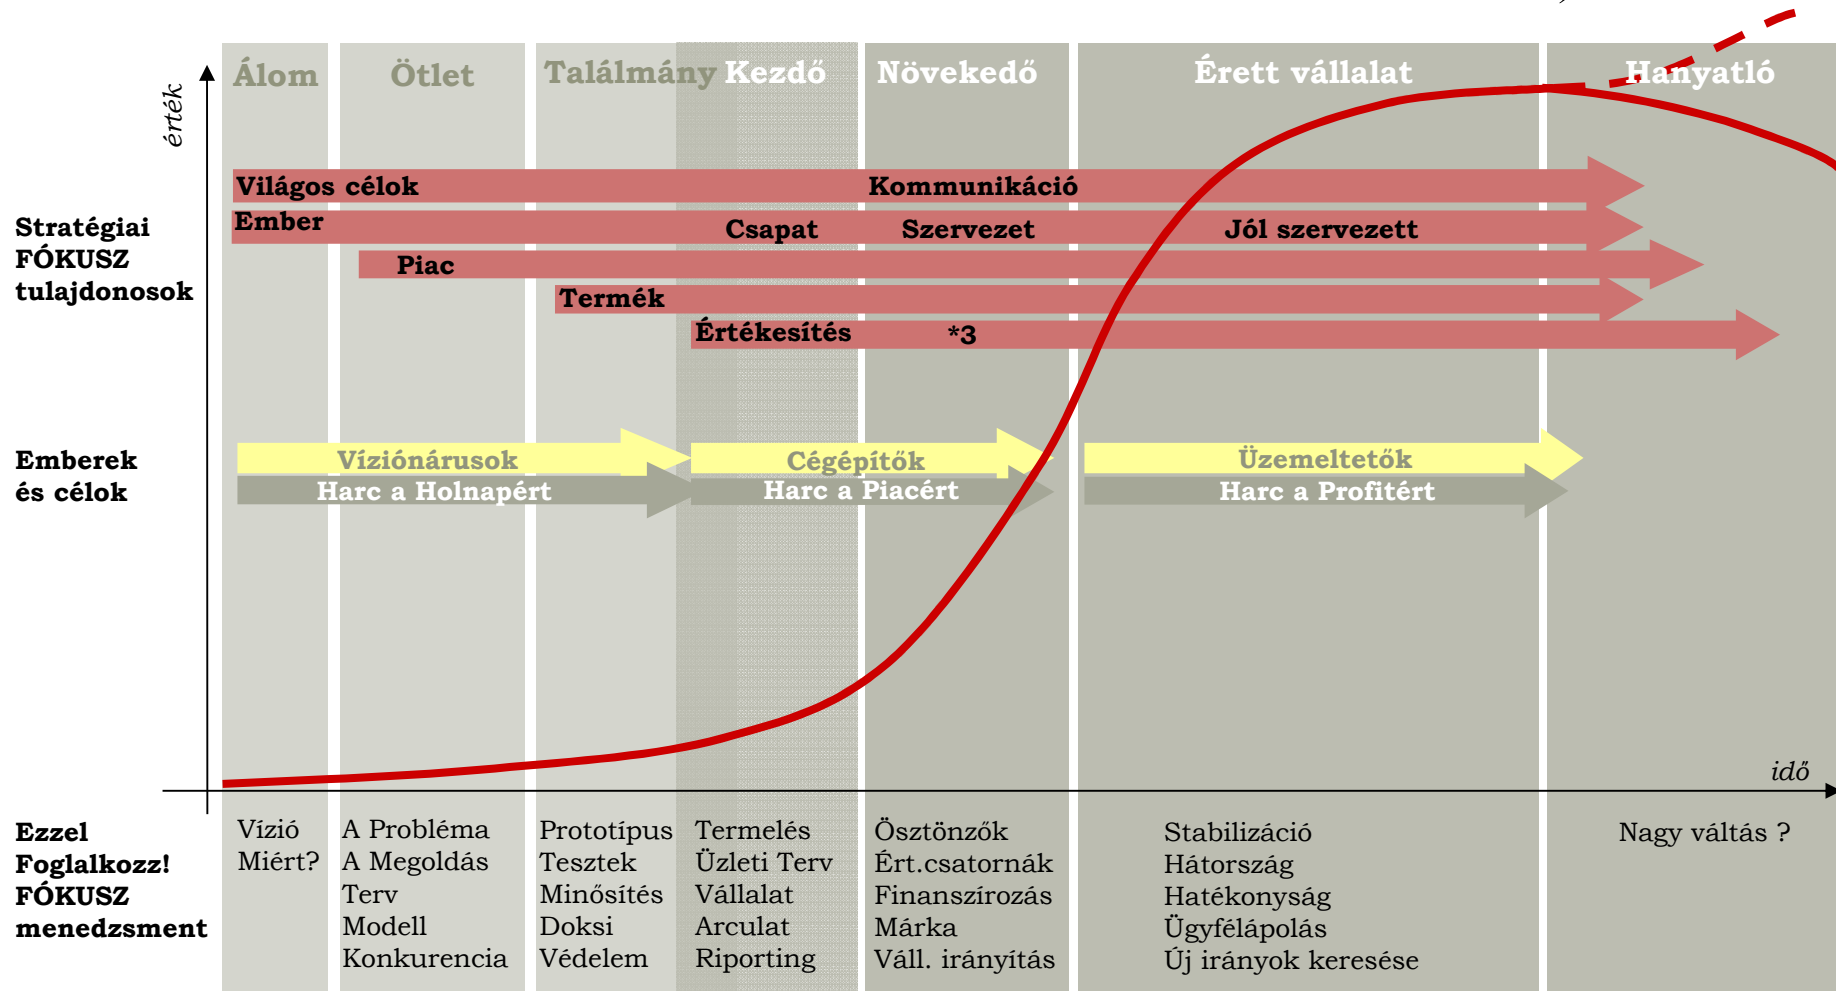 Álom
Ötlet
Találmány
Kezdő
Növekedő
Érett vállalat
Hanyatló
érték
Világos célok
Kommunikáció
Stratégiai
FÓKUSZ
tulajdonosok
Ember
Csapat
Szervezet
Jól szervezett
Piac
Termék
Értékesítés
*3
Emberek
és célok
Víziónárusok
Cégépítők
Üzemeltetők
Harc a Holnapért
Harc a Piacért
Harc a Profitért
idő
Ezzel
Foglalkozz!
FÓKUSZ
menedzsment
Vízió
Miért?
A Probléma
A Megoldás
Terv
Modell
Konkurencia
Prototípus
Tesztek
Minősítés
Doksi
Védelem
Termelés
Üzleti Terv
Vállalat
Arculat
Riporting
Ösztönzők
Ért.csatornák
Finanszírozás
Márka
Váll. irányítás
Stabilizáció
Hátország
Hatékonyság
Ügyfélápolás
Új irányok keresése
Nagy váltás ?